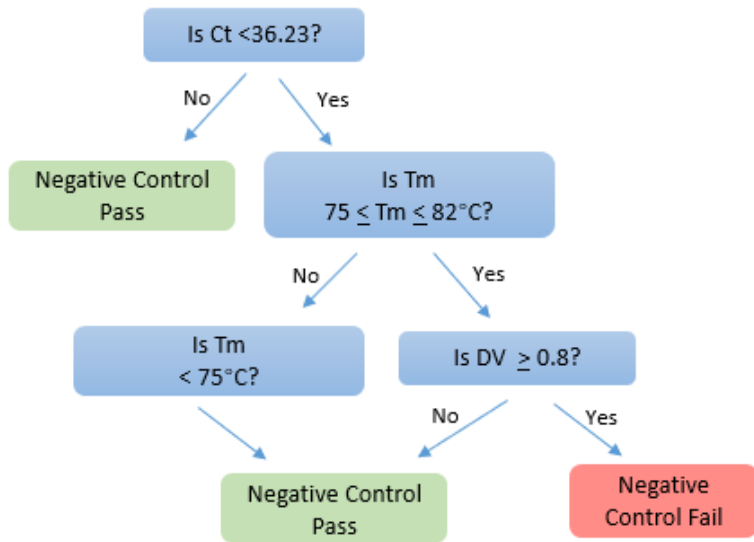 Is Ct <36.23?
No
Yes
Negative Control
Pass
Is Tm
75 ≤ Tm ≤ 82°C?
No
Yes
Is Tm
< 75°C?
Is DV ≥ 0.8?
No
Yes
Negative Control
Pass
Negative
Control Fail